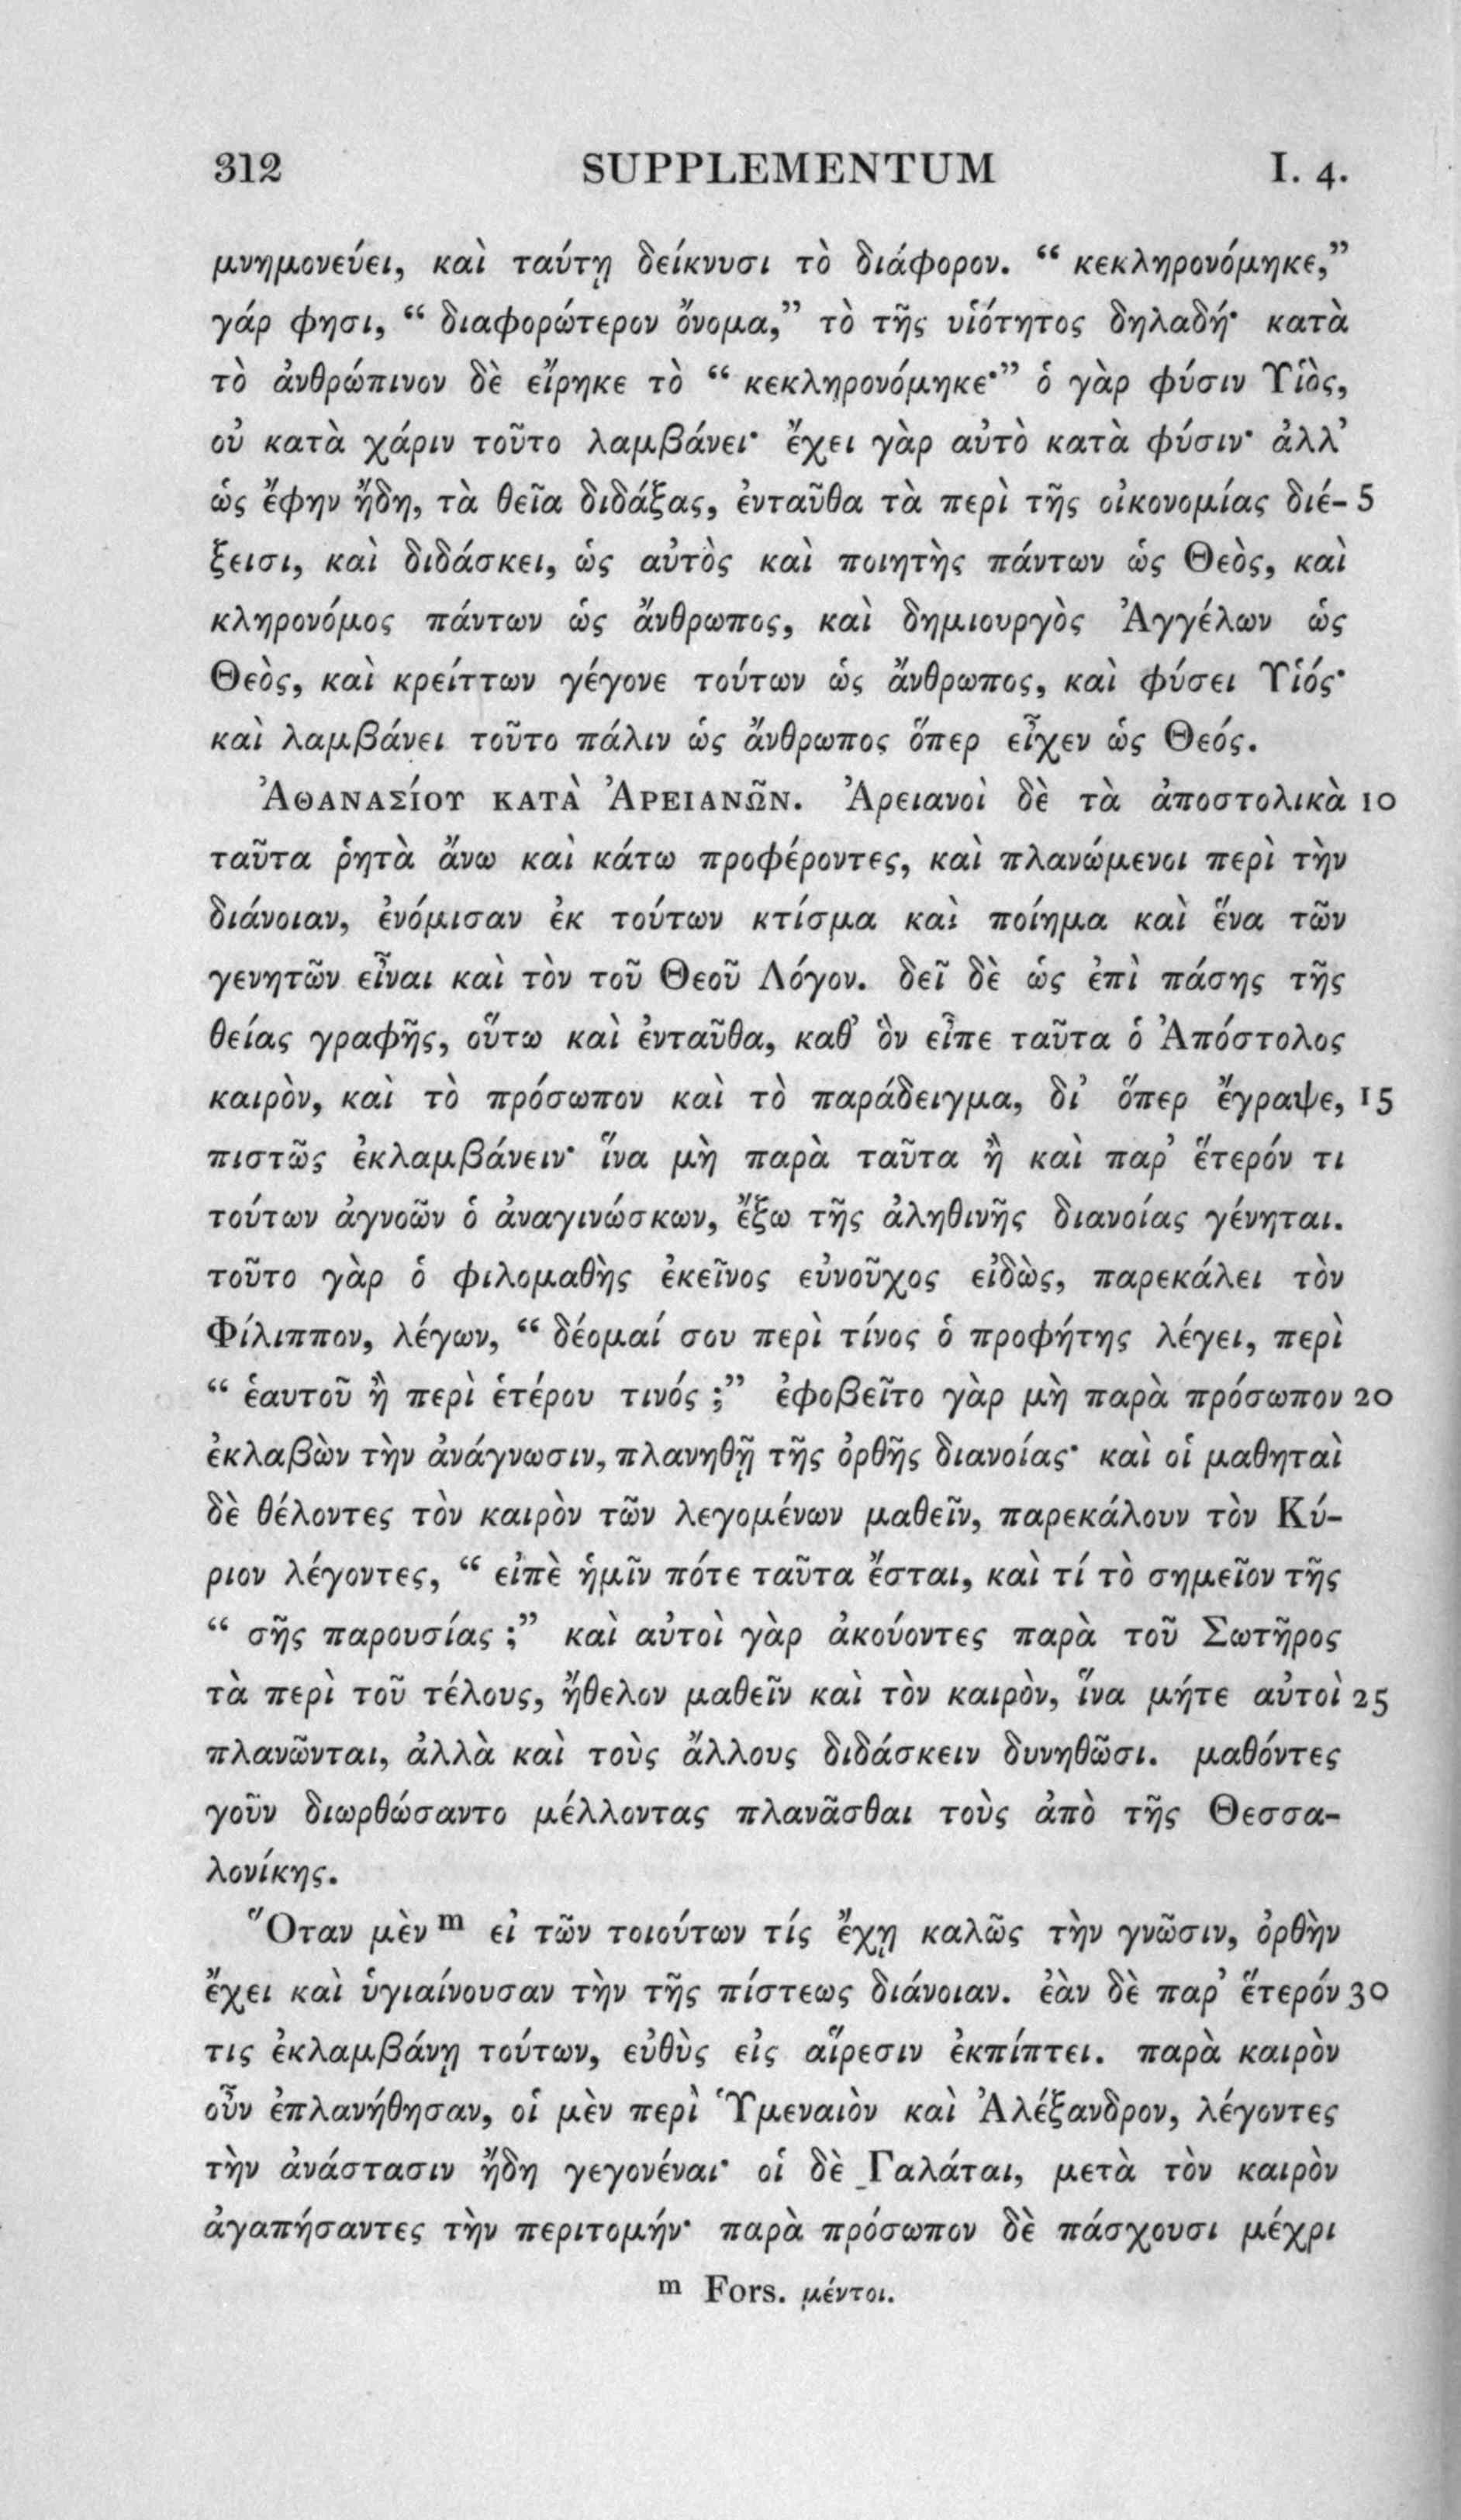 312 SUPPLEMENTUM I. 4.
μνημονεύει, καὶ ταύτῃ δείκνυσι τὸ διάφορον. “ κεκληρονόμηκε,”
γάρ φησι, “ διαφορώτερον ὄνομα,” τὸ τῆς υἱότητος δηλαδή· κατὰ
τὸ ἀνθρώπινον δὲ εἴρηκε τὸ “ κεκληρονόμηκε·” ὁ γὰρ φύσιν Υἱὸς,
οὐ κατὰ χάριν τοῦτο λαμβάνει· ἔχει γὰρ αὐτὸ κατὰ φύσιν· ἀλλ’
ὡς ἔφην ἤδη, τὰ θεῖα διδάξας, ἐνταῦθα τὰ περὶ τῆς οἰκονομίας διέ- 5
ξεισι, καὶ διδάσκει, ὡς αὐτὸς καὶ ποιητὴς πάντων ὡς Θεὸς, καὶ
κληρονόμος πάντων ὡς ἄνθρωπος, καὶ δημιουργὸς Ἀγγέλων ὡς
Θεὸς, καὶ κρείττων γέγονε τούτων ὡς ἄνθρωπος, καὶ φύσει Υἱός·
καὶ λαμβάνει τοῦτο πάλιν ὡς ἄνθρωπος ὅπερ εἶχεν ὡς Θεός.
ἈΘΑΝΑΣΊΟΥ ΚΑΤᾺ ἈΡΕΙΑΝΩ͂Ν. Ἀρειανοὶ δὲ τὰ ἀποστολικὰ 10
ταῦτα ῥητὰ ἄνω καὶ κάτω προφέροντες, καὶ πλανώμενοι περὶ τὴν
διάνοιαν, ἐνόμισαν ἐκ τούτων κτίσμα καὶ ποίημα καὶ ἕνα τῶν
γενητῶν εἶναι καὶ τὸν τοῦ Θεοῦ Λόγον. δεῖ δὲ ὡς ἐπὶ πάσης τῆς
θείας γραφῆς, οὕτω καὶ ἐνταῦθα, καθ’ ὃν εἶπε ταῦτα ὁ Ἀπόστολος
καιρὸν, καὶ τὸ πρόσωπον καὶ τὸ παράδειγμα, δι’ ὅπερ ἔγραψε, 15
πιστῶς ἐκλαμβάνειν· ἵνα μὴ παρὰ ταῦτα ἢ καὶ παρ’ ἕτερόν τι
τούτων ἀγνοῶν ὁ ἀναγινώσκων, ἔξω τῆς ἀληθινῆς διανοίας γένηται.
τοῦτο γὰρ ὁ φιλομαθὴς ἐκεῖνος εὐνοῦχος εἰδὼς, παρεκάλει τὸν
Φίλιππον, λέγων, “ δέομαί σου περὶ τίνος ὁ προφήτης λέγει, περὶ
“ ἑαυτοῦ ἢ περὶ ἑτέρου τινός ;” ἐφοβεῖτο γὰρ μὴ παρὰ πρόσωπον 20
ἐκλαβὼν τὴν ἀνάγνωσιν, πλανηθῇ τῆς ὀρθῆς διανοίας· καὶ οἱ μαθηταὶ
δὲ θέλοντες τὸν καιρὸν τῶν λεγομένων μαθεῖν, παρεκάλουν τὸν Κύ-
ριον λέγοντες, “ εἰπὲ ἡμῖν πότε ταῦτα ἔσται, καὶ τί τὸ σημεῖον τῆς
“ σῆς παρουσίας ;” καὶ αὐτοὶ γὰρ ἀκούοντες παρὰ τοῦ Σωτῆρος
τὰ περὶ τοῦ τέλους, ἤθελον μαθεῖν καὶ τὸν καιρὸν, ἵνα μήτε αὐτοὶ 25
πλανῶνται, ἀλλὰ καὶ τοὺς ἄλλους διδάσκειν δυνηθῶσι. μαθόντες
γοῦν διωρθώσαντο μέλλοντας πλανᾶσθαι τοὺς ἀπὸ τῆς Θεσσα-
λονίκης.
Ὅταν μὲν m εἰ τῶν τοιούτων τίς ἔχῃ καλῶς τὴν γνῶσιν, ὀρθὴν
ἔχει καὶ ὑγιαίνουσαν τὴν τῆς πίστεως διάνοιαν. ἐὰν δὲ παρ’ ἕτερόν 30
τις ἐκλαμβάνῃ τούτων, εὐθὺς εἰς αἵρεσιν ἐκπίπτει. παρὰ καιρὸν
οὖν ἐπλανήθησαν, οἱ μὲν περὶ Ὑμεναιὸν καὶ Ἀλέξανδρον, λέγοντες
τὴν ἀνάστασιν ἤδη γεγονέναι· οἱ δὲ Γαλάται, μετὰ τὸν καιρὸν
ἀγαπήσαντες τὴν περιτομήν· παρὰ πρόσωπον δὲ πάσχουσι μέχρι
m Fors. μέντοι.